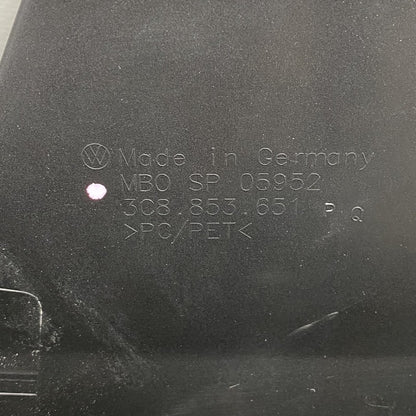 Made in Germany
MBO SP 05952
3C8.853.651 D Q
>PC/PET<